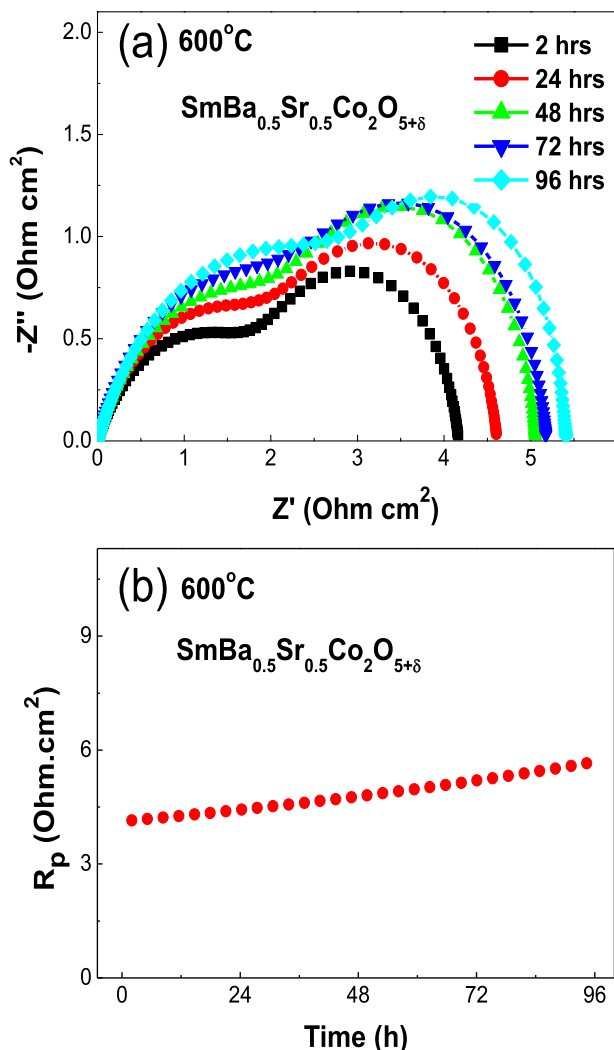 (a) 600°C
SmBa₀.₅Sr₀.₅Co₂O₅₊δ
2 hrs
24 hrs
48 hrs
72 hrs
96 hrs
2.0
1.5
1.0
0.5
0.0
-Z" (Ohm cm²)
0 1 2 3 4 5
Z' (Ohm cm²)
(b) 600°C
SmBa₀.₅Sr₀.₅Co₂O₅₊δ
9
6
3
0
Rₚ (Ohm.cm²)
0 24 48 72 96
Time (h)